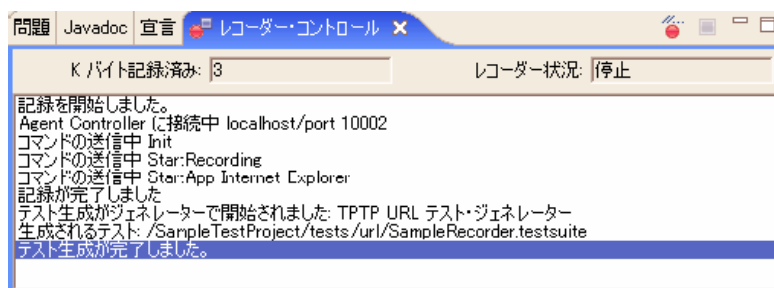 問題 Javadoc 宣言 レコーダー・コントロール
K バイト記録済み: 3 レコーダー状況: 停止
記録を開始しました。
Agent Controller に接続中 localhost/port 10002
コマンドの送信中 Init
コマンドの送信中 Start:Recording
コマンドの送信中 Start:App Internet Explorer
記録が完了しました
テスト生成がジェネレーターで開始されました: TPTP URL テスト・ジェネレーター
生成されるテスト: /SampleTestProject/tests/url/SampleRecorder.testsuite
テスト生成が完了しました。